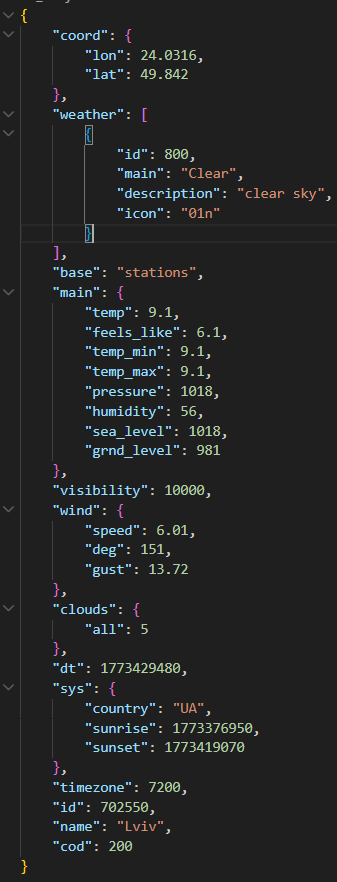 {
    "coord": {
        "lon": 24.0316,
        "lat": 49.842
    },
    "weather": [
        {
            "id": 800,
            "main": "Clear",
            "description": "clear sky",
            "icon": "01n"
        }
    ],
    "base": "stations",
    "main": {
        "temp": 9.1,
        "feels_like": 6.1,
        "temp_min": 9.1,
        "temp_max": 9.1,
        "pressure": 1018,
        "humidity": 56,
        "sea_level": 1018,
        "grnd_level": 981
    },
    "visibility": 10000,
    "wind": {
        "speed": 6.01,
        "deg": 151,
        "gust": 13.72
    },
    "clouds": {
        "all": 5
    },
    "dt": 1773429480,
    "sys": {
        "country": "UA",
        "sunrise": 1773376950,
        "sunset": 1773419070
    },
    "timezone": 7200,
    "id": 702550,
    "name": "Lviv",
    "cod": 200
}